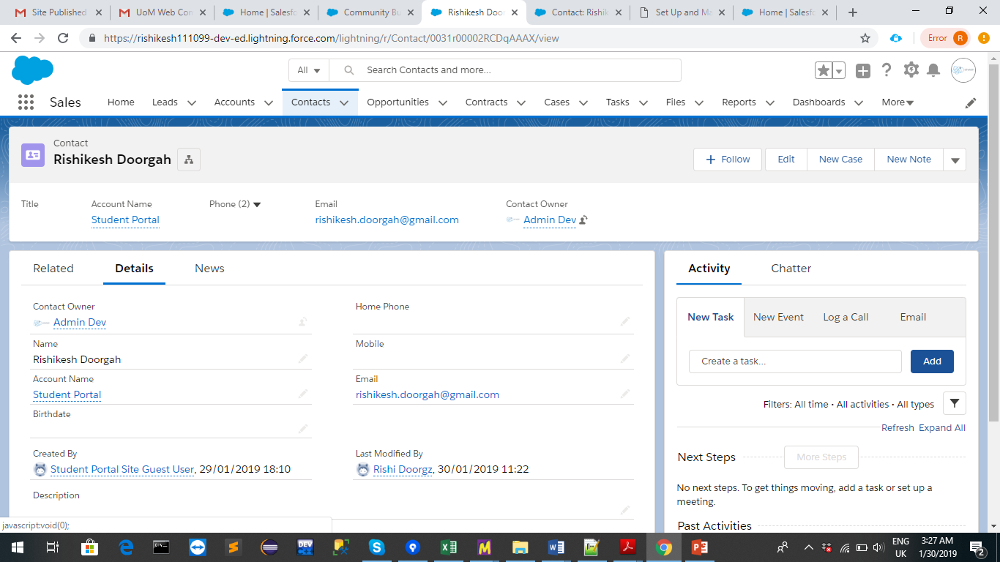 Site Published
UoM Web Con
Home | Salesfo
Community Bu
Rishikesh Door
Contact: Rishik
Set Up and Ma
Home | Salesfo
https://rishikesh111099-dev-ed.lightning.force.com/lightning/r/Contact/0031r00002RCDqAAAX/view
Error R
All Search Contacts and more...
Sales Home Leads Accounts Contacts Opportunities Contracts Cases Tasks Files Reports Dashboards More
Contact
Rishikesh Doorgah
+ Follow Edit New Case New Note
Title Account Name Phone (2) Email Contact Owner
Student Portal rishikesh.doorgah@gmail.com Admin Dev
Related Details News
Contact Owner
Admin Dev
Home Phone
Name
Rishikesh Doorgah
Mobile
Account Name
Student Portal
Email
rishikesh.doorgah@gmail.com
Birthdate
Created By
Student Portal Site Guest User, 29/01/2019 18:10
Last Modified By
Rishi Doorgz, 30/01/2019 11:22
Description
Activity Chatter
New Task New Event Log a Call Email
Create a task... Add
Filters: All time • All activities • All types
Refresh Expand All
Next Steps More Steps
No next steps. To get things moving, add a task or set up a
meeting.
Past Activities
javascript:void(0);
ENG
UK
3:27 AM
1/30/2019
2